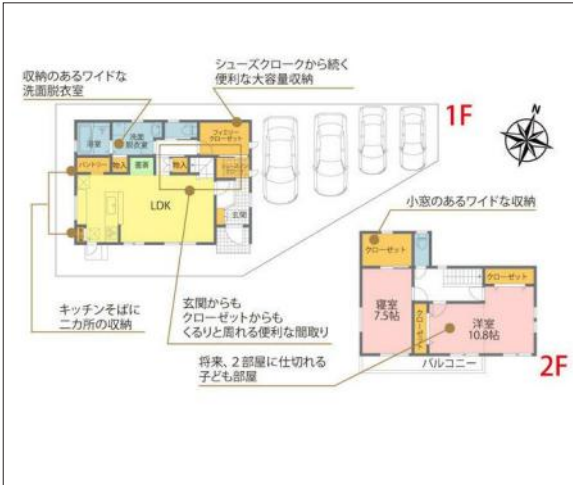 シューズクロークから続く
便利な大容量収納
収納のあるワイドな
洗面脱衣室
1F
N
浴室
洗面
脱衣室
ファミリー
クローゼット
パントリー
物入
物入
LDK
玄関
小窓のあるワイドな収納
クローゼット
クローゼット
キッチンそばに
二カ所の収納
玄関からも
クローゼットからも
くるりと周れる便利な間取り
寝室
7.5帖
クローゼット
洋室
10.8帖
将来、2部屋に仕切れる
子ども部屋
バルコニー
2F